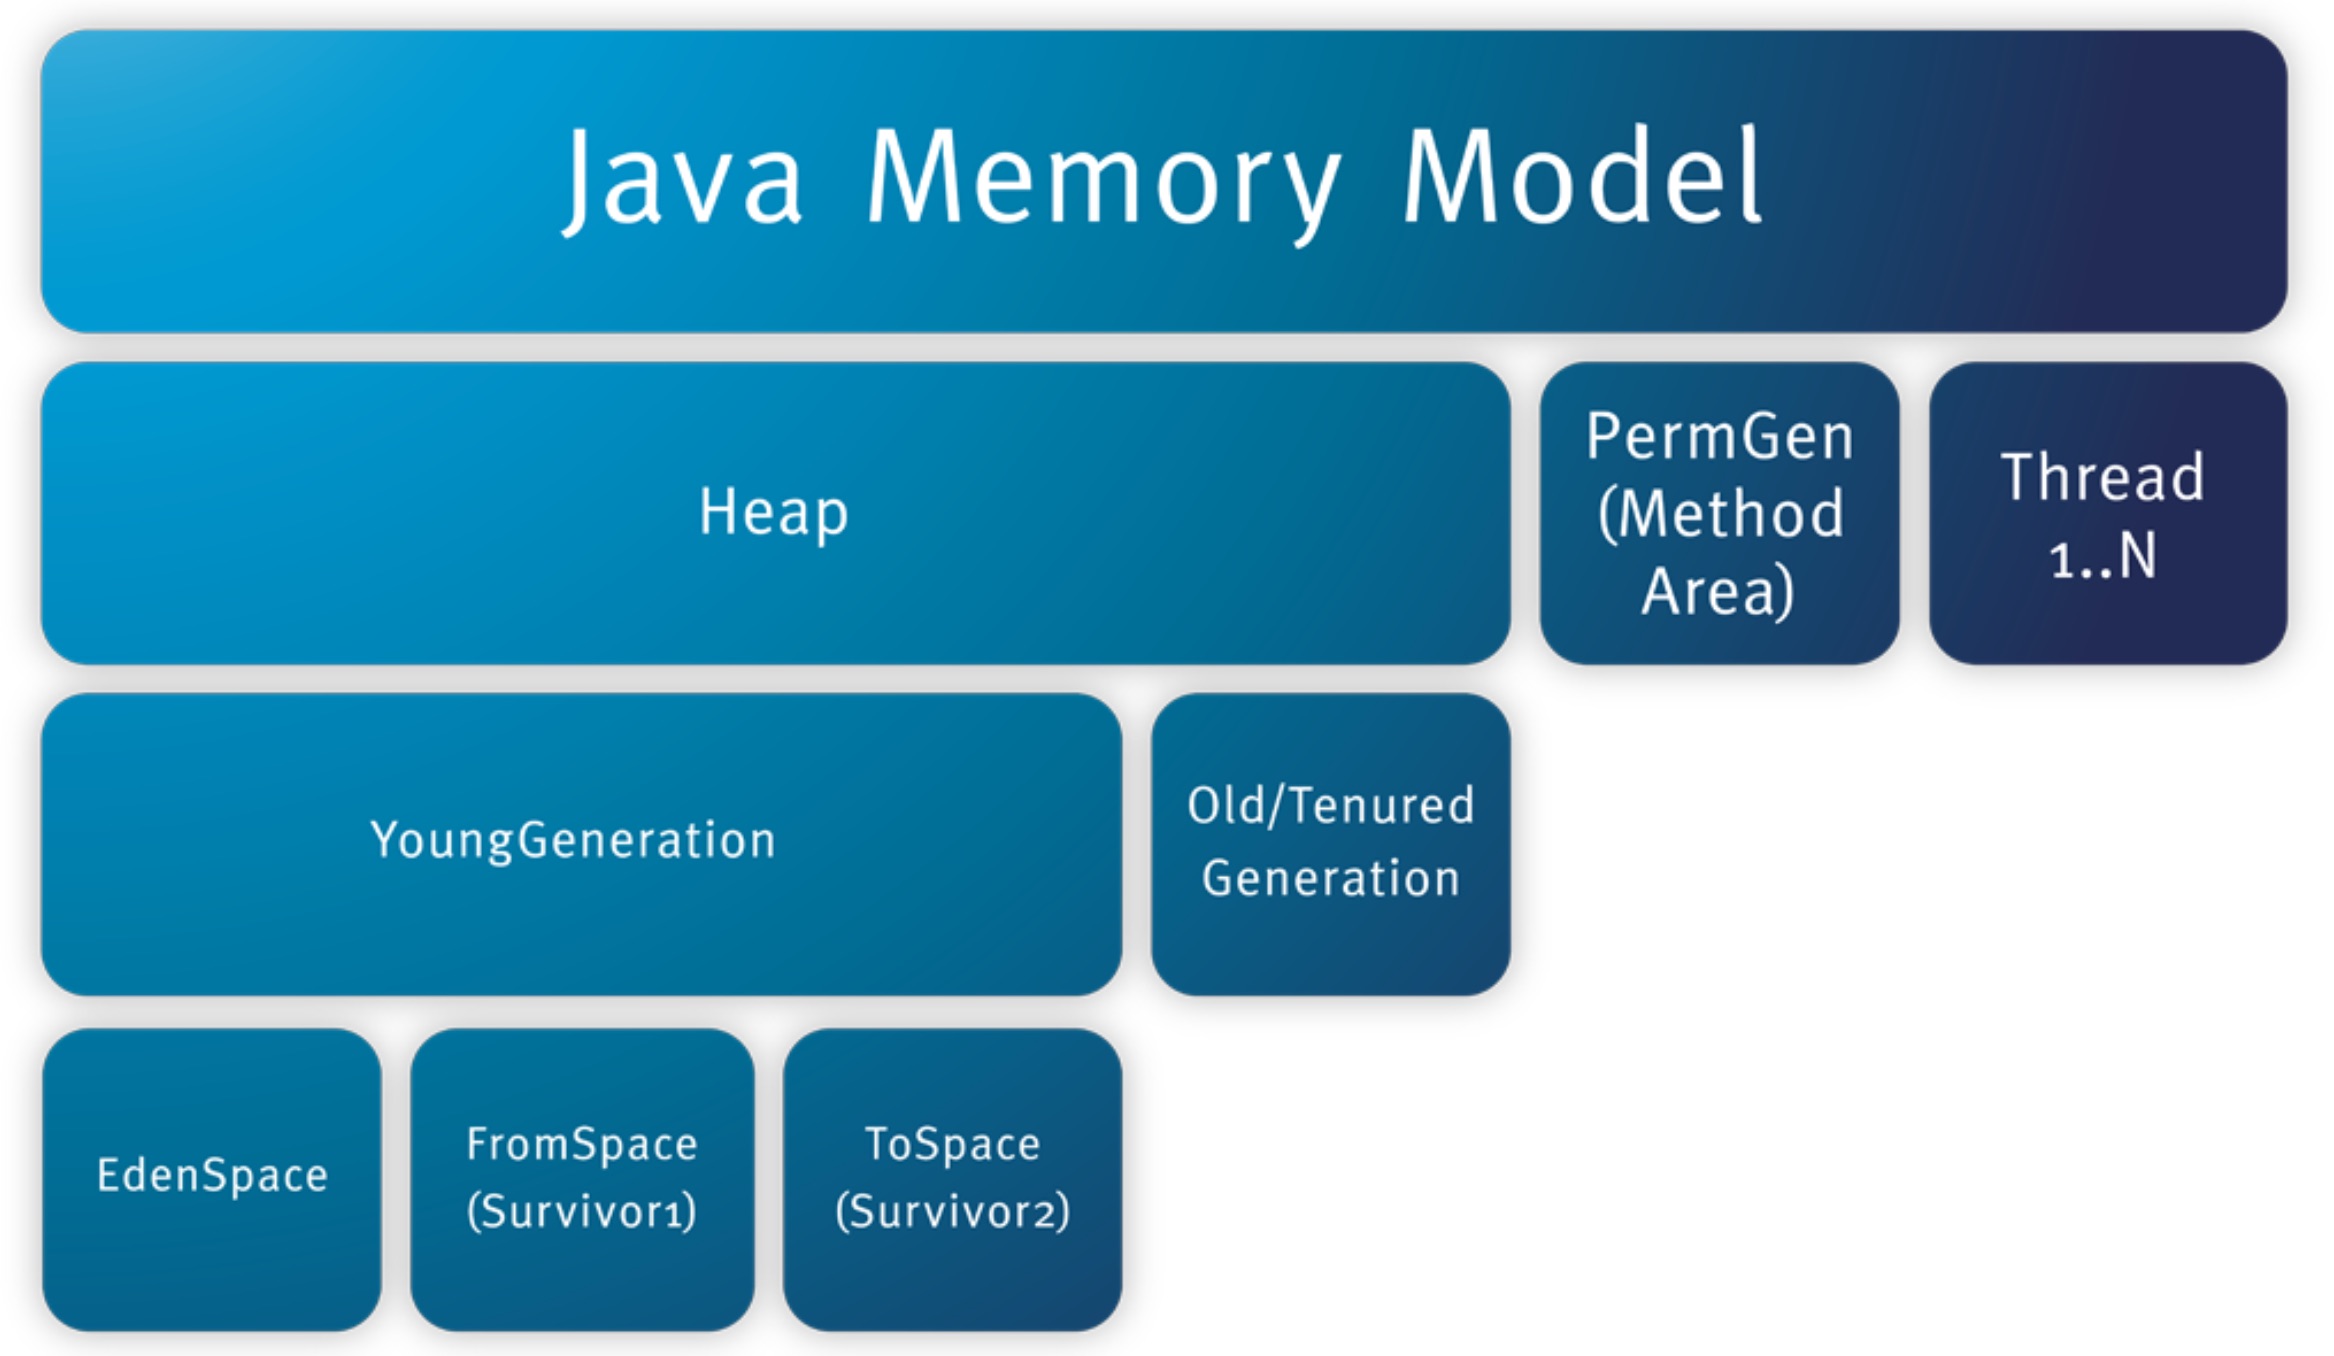 Java Memory Model
Heap
PermGen
(Method
Area)
Thread
1..N
YoungGeneration
Old/Tenured
Generation
EdenSpace
FromSpace
(Survivor1)
ToSpace
(Survivor2)